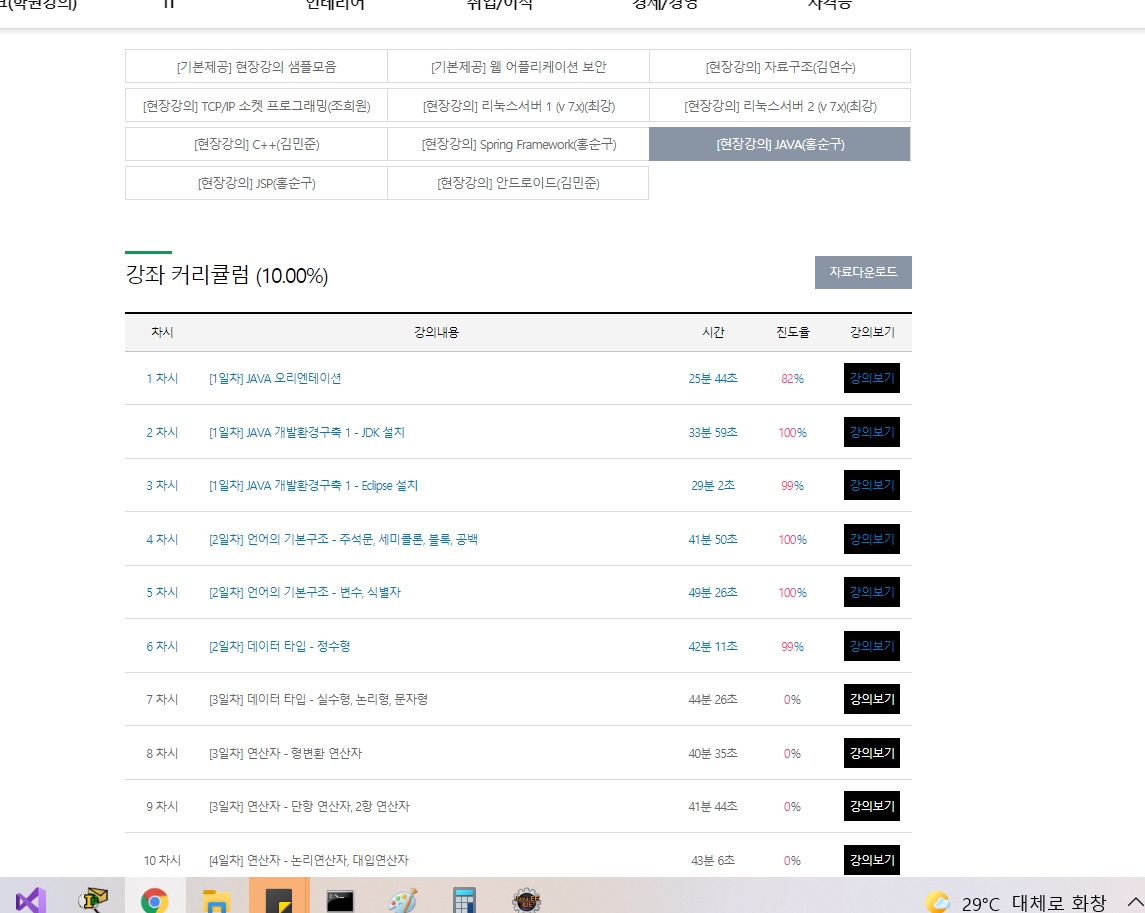 크(학원강의) IT 인테리어 취업/이직 경제/경영 자격증
[기본제공] 현장강의 샘플모음 [기본제공] 웹 어플리케이션 보안 [현장강의] 자료구조(김연수)
[현장강의] TCP/IP 소켓 프로그래밍(조희원) [현장강의] 리눅스서버 1 (v 7.x)(최강) [현장강의] 리눅스서버 2 (v 7.x)(최강)
[현장강의] C++(김민준) [현장강의] Spring Framework(홍순구) [현장강의] JAVA(홍순구)
[현장강의] JSP(홍순구) [현장강의] 안드로이드(김민준)
강좌 커리큘럼 (10.00%) 자료다운로드
차시 강의내용 시간 진도율 강의보기
1 차시 [1일차] JAVA 오리엔테이션 25분 44초 82% 강의보기
2 차시 [1일차] JAVA 개발환경구축 1 - JDK 설치 33분 59초 100% 강의보기
3 차시 [1일차] JAVA 개발환경구축 1 - Eclipse 설치 29분 2초 99% 강의보기
4 차시 [2일차] 언어의 기본구조 - 주석문, 세미콜론, 블록, 공백 41분 50초 100% 강의보기
5 차시 [2일차] 언어의 기본구조 - 변수, 식별자 49분 26초 100% 강의보기
6 차시 [2일차] 데이터 타입 - 정수형 42분 11초 99% 강의보기
7 차시 [3일차] 데이터 타입 - 실수형, 논리형, 문자형 44분 26초 0% 강의보기
8 차시 [3일차] 연산자 - 형변환 연산자 40분 35초 0% 강의보기
9 차시 [3일차] 연산자 - 단항 연산자, 2항 연산자 41분 44초 0% 강의보기
10 차시 [4일차] 연산자 - 논리연산자, 대입연산자 43분 6초 0% 강의보기
29°C 대체로 화창